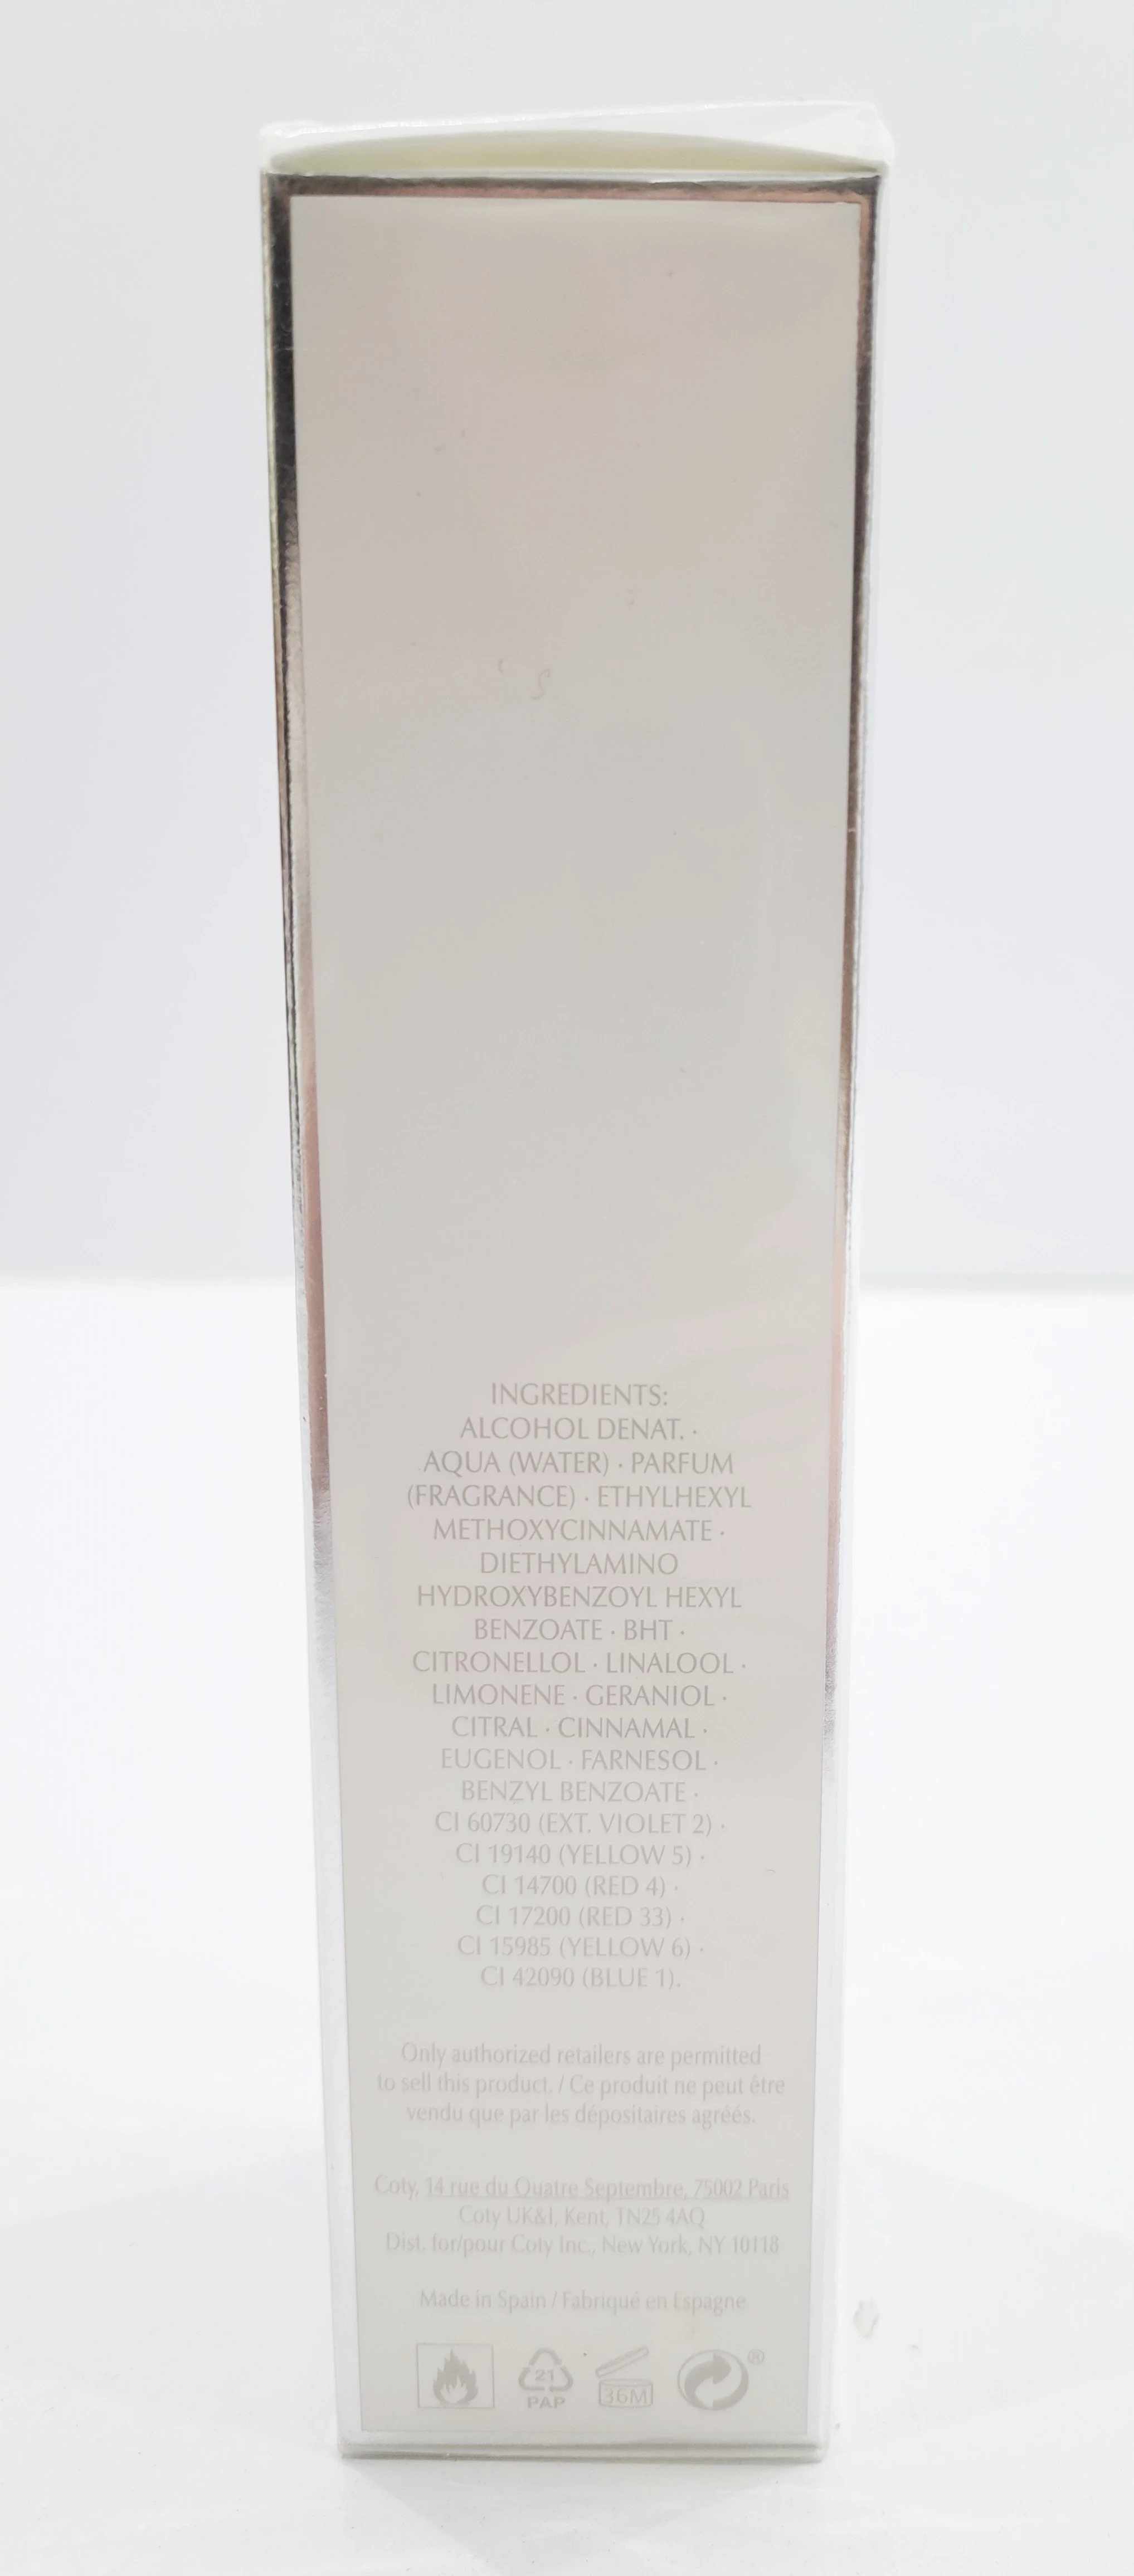 INGREDIENTS:
ALCOHOL DENAT. ·
AQUA (WATER) · PARFUM
(FRAGRANCE) · ETHYLHEXYL
METHOXYCINNAMATE ·
DIETHYLAMINO
HYDROXYBENZOYL HEXYL
BENZOATE · BHT ·
CITRONELLOL · LINALOOL ·
LIMONENE · GERANIOL ·
CITRAL · CINNAMAL ·
EUGENOL · FARNESOL ·
BENZYL BENZOATE ·
CI 60730 (EXT. VIOLET 2) ·
CI 19140 (YELLOW 5) ·
CI 14700 (RED 4) ·
CI 17200 (RED 33) ·
CI 15985 (YELLOW 6) ·
CI 42090 (BLUE 1).
Only authorized retailers are permitted
to sell this product. / Ce produit ne peut être
vendu que par les dépositaires agréés.
Coty, 14 rue du Quatre Septembre, 75002 Paris
Coty UK&I, Kent, TN25 4AQ
Dist. for/pour Coty Inc., New York, NY 10118
Made in Spain / Fabriqué en Espagne
21
PAP
36M
®